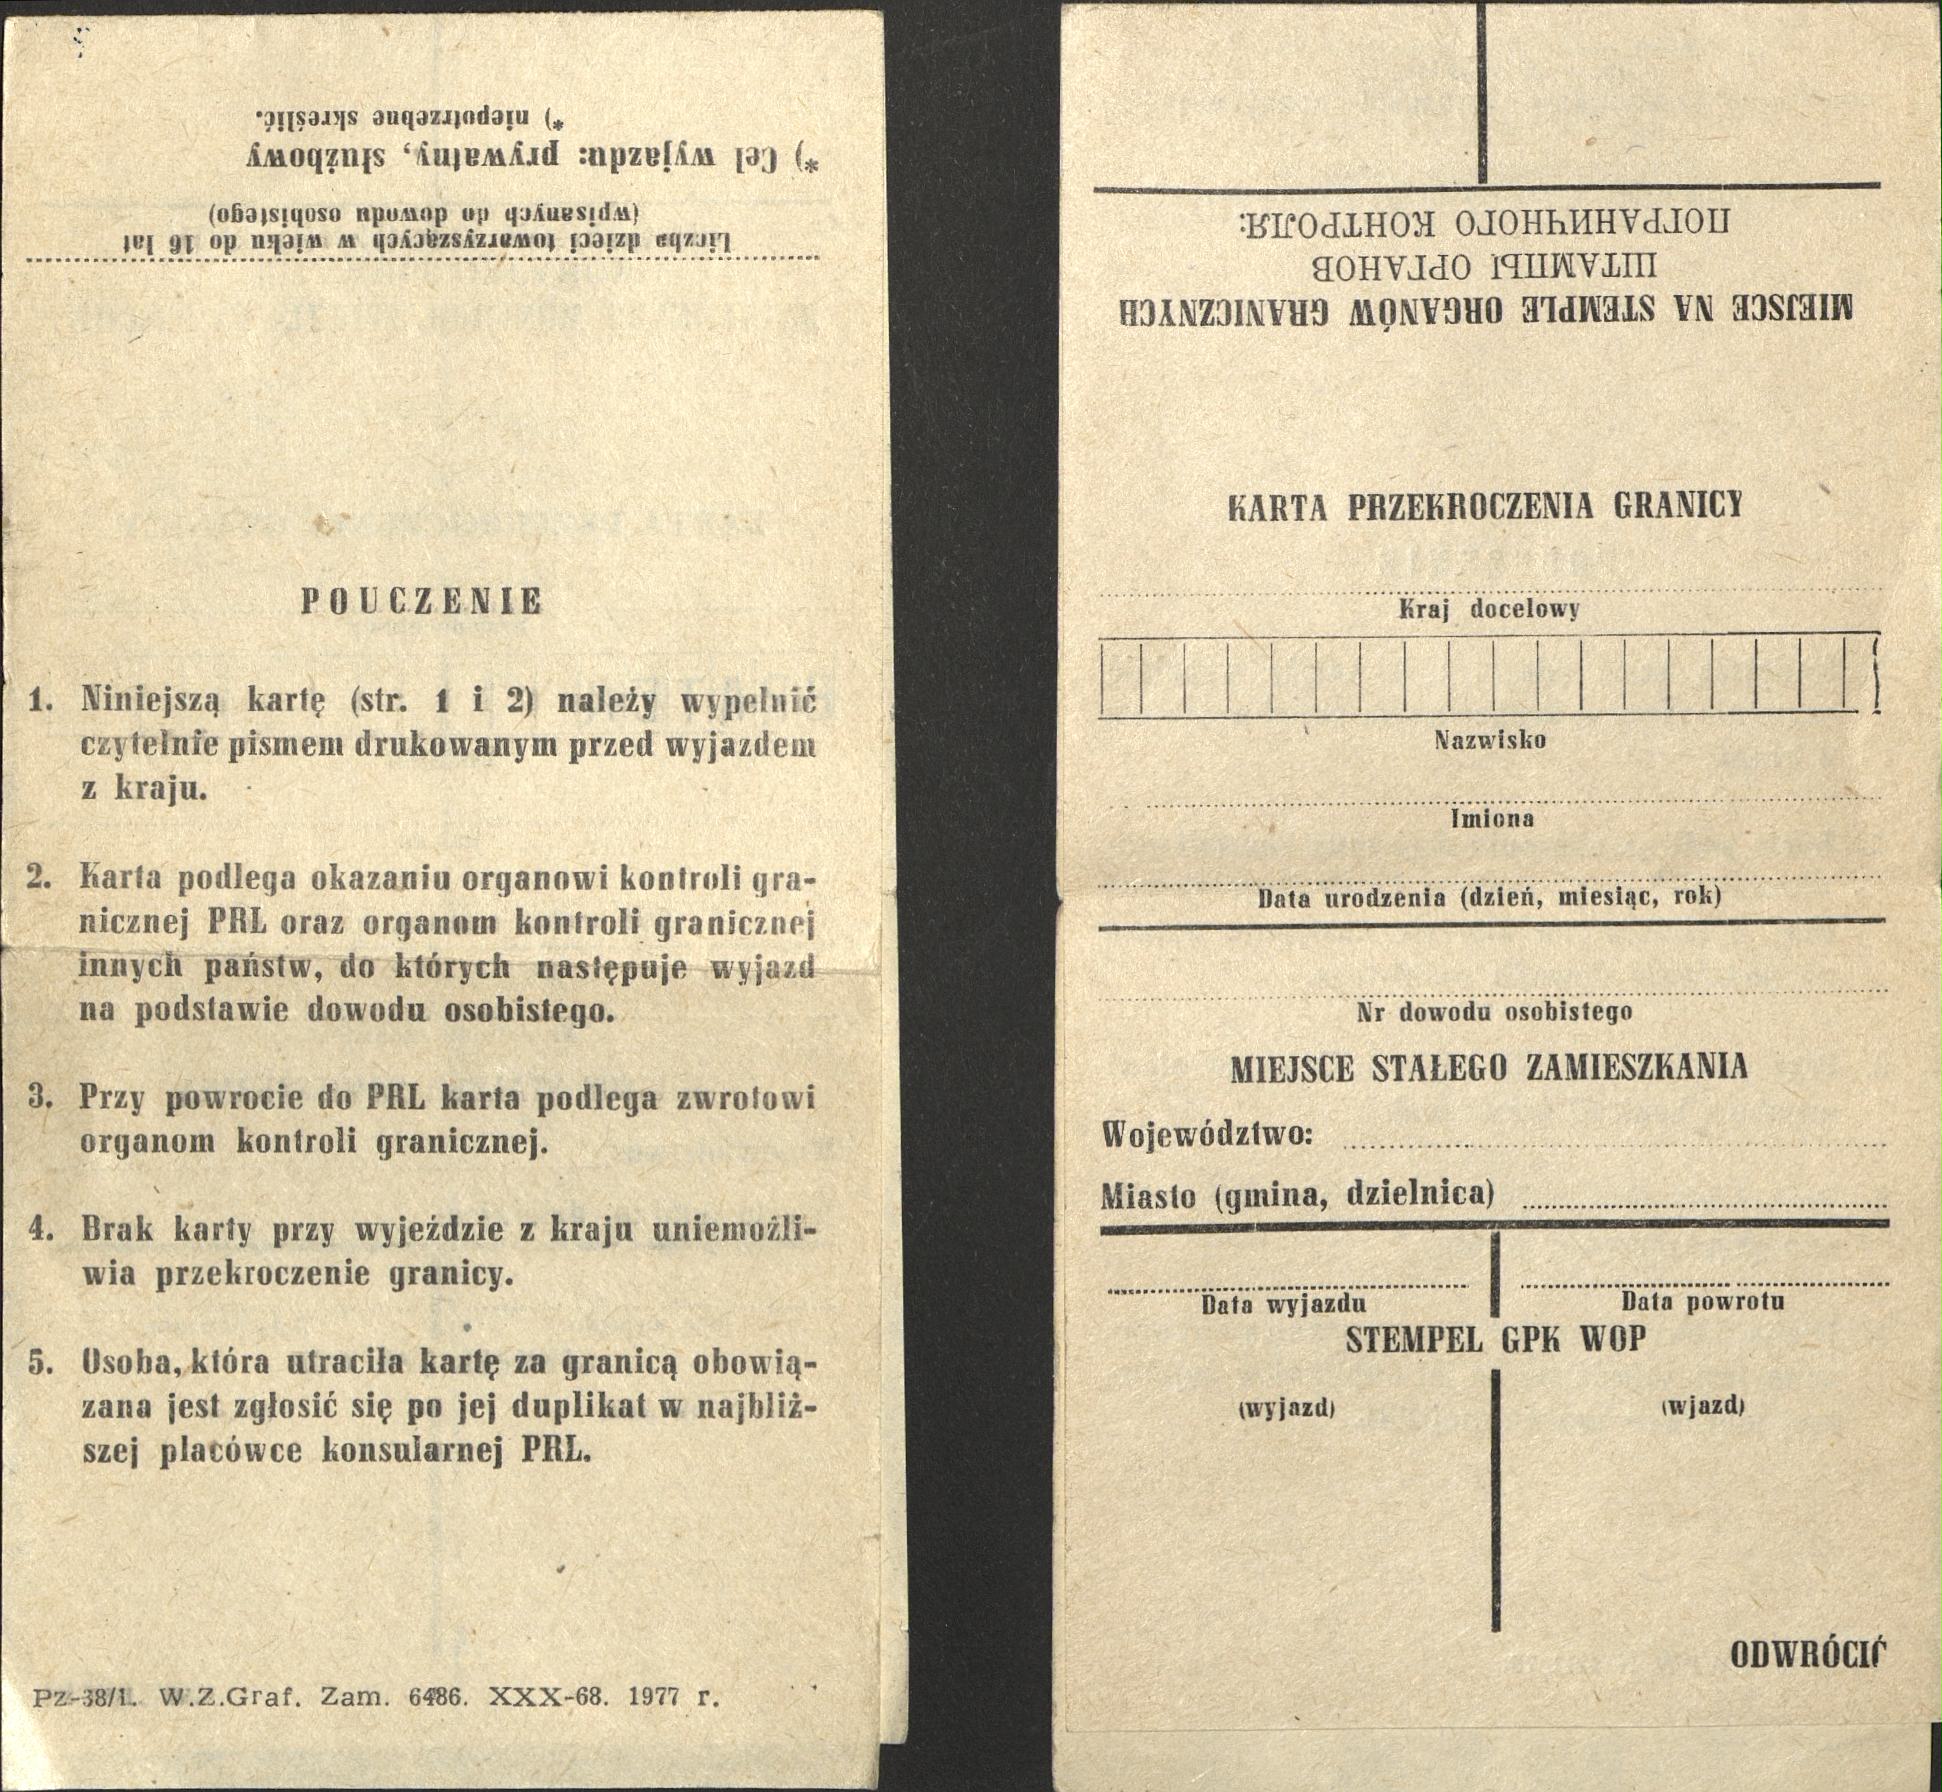 *) niepotrzebne skreślić.
*) Cel wyjazdu: prywatny, służbowy
(wpisanych do dowodu osobistego)
Liczba dzieci towarzyszących w wieku do 16 lat
POUCZENIE
1. Niniejszą kartę (str. 1 i 2) należy wypełnić
czytelnie pismem drukowanym przed wyjazdem
z kraju.
2. Karta podlega okazaniu organowi kontroli gra-
nicznej PRL oraz organom kontroli granicznej
innych państw, do których następuje wyjazd
na podstawie dowodu osobistego.
3. Przy powrocie do PRL karta podlega zwrotowi
organom kontroli granicznej.
4. Brak karty przy wyjeździe z kraju uniemożli-
wia przekroczenie granicy.
5. Osoba, która utraciła kartę za granicą obowią-
zana jest zgłosić się po jej duplikat w najbliż-
szej placówce konsularnej PRL.
Pz-38/1. W.Z.Graf. Zam. 6486. XXX-68. 1977 r.
MIEJSCE NA STEMPLE ORGANÓW GRANICZNYCH
ШТАМПЫ ОРГАНОВ
ПОГРАНИЧНОГО КОНТРОЛЯ:
KARTA PRZEKROCZENIA GRANICY
Kraj docelowy
Nazwisko
Imiona
Data urodzenia (dzień, miesiąc, rok)
Nr dowodu osobistego
MIEJSCE STAŁEGO ZAMIESZKANIA
Województwo:
Miasto (gmina, dzielnica)
Data wyjazdu Data powrotu
STEMPEL GPK WOP
(wyjazd) (wjazd)
ODWRÓCIĆ